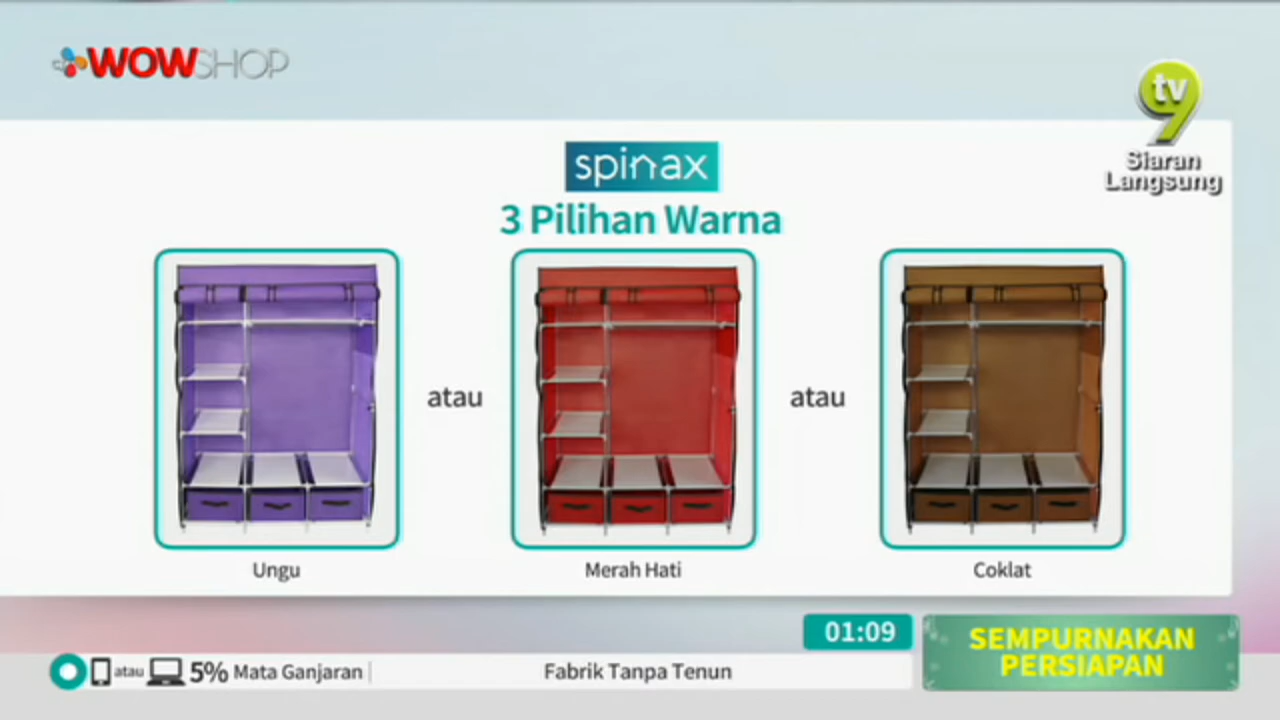 WOWSHOP
tv9
Siaran
Langsung
spinax
3 Pilihan Warna
atau
atau
Ungu
Merah Hati
Coklat
01:09
SEMPURNAKAN
PERSIAPAN
atau 5% Mata Ganjaran
Fabrik Tanpa Tenun